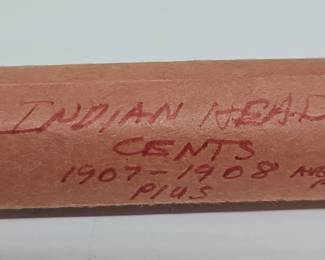 INDIAN HEAD
CENTS
1907-1908
PLUS